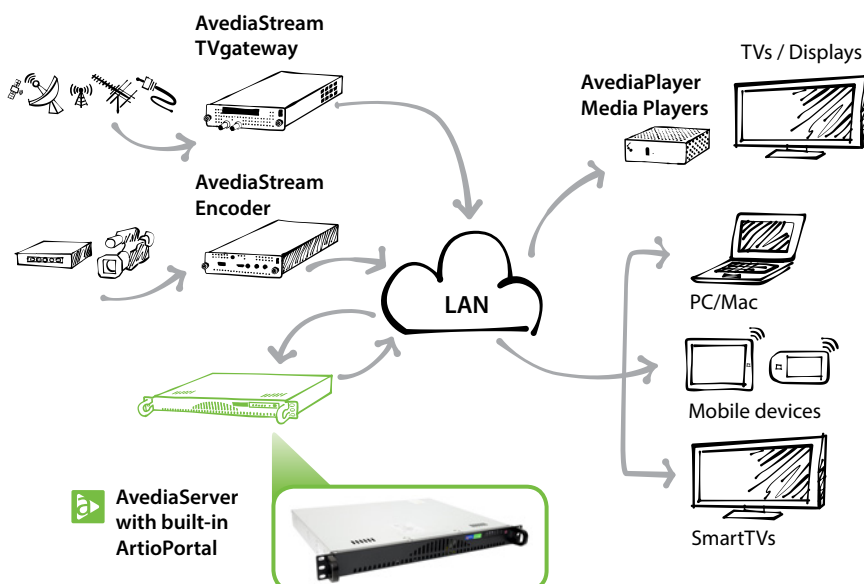 AvediaStream
TVgateway
TVs / Displays
AvediaPlayer
Media Players
AvediaStream
Encoder
LAN
PC/Mac
Mobile devices
SmartTVs
a
AvediaServer
with built-in
ArtioPortal